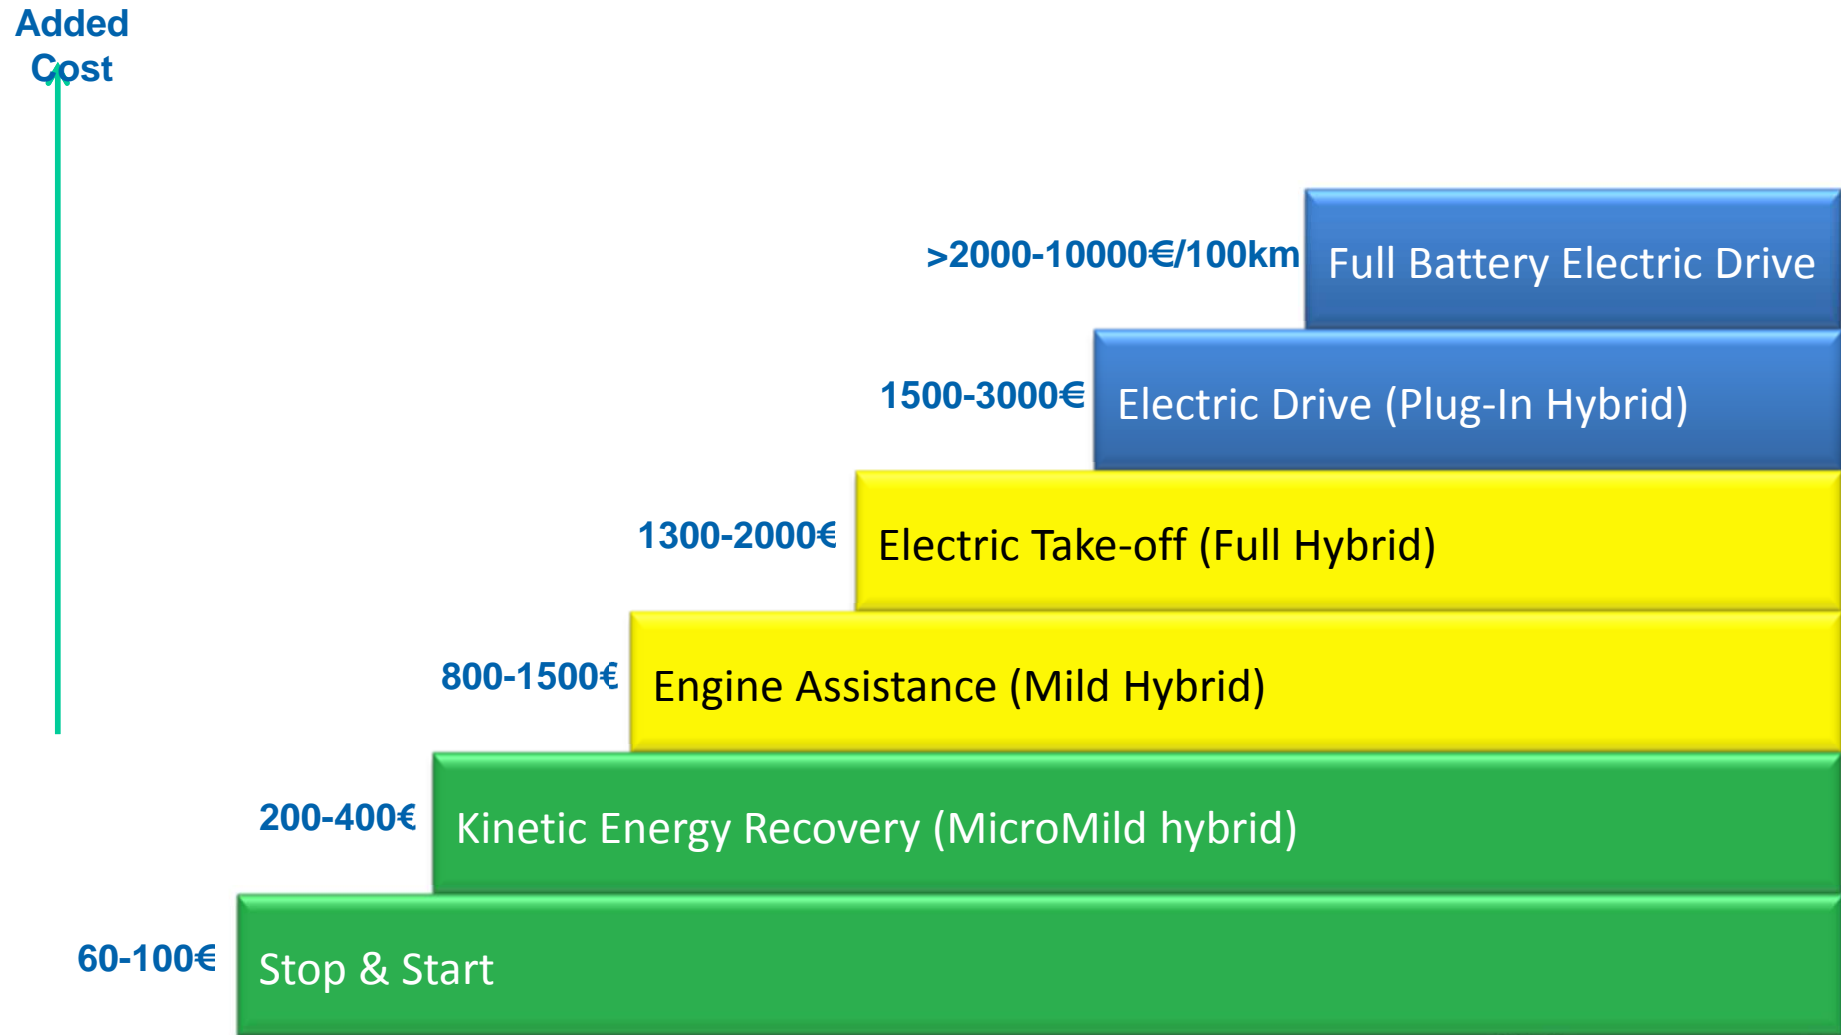 Added
Cost
>2000-10000€/100km
Full Battery Electric Drive
1500-3000€
Electric Drive (Plug-In Hybrid)
1300-2000€
Electric Take-off (Full Hybrid)
800-1500€
Engine Assistance (Mild Hybrid)
200-400€
Kinetic Energy Recovery (MicroMild hybrid)
60-100€
Stop & Start